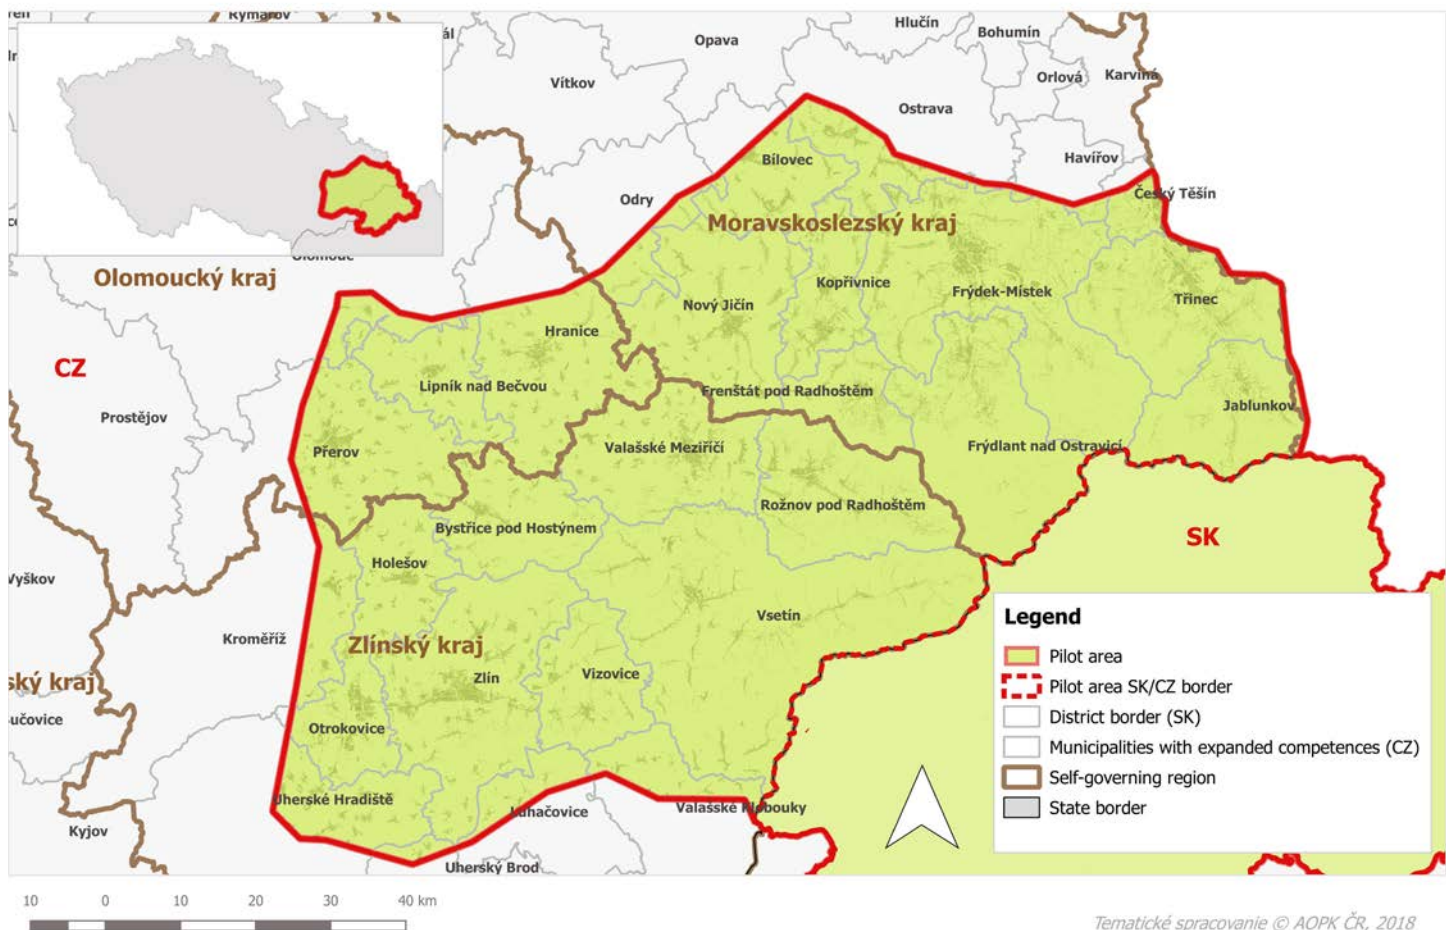 Rýmařov
Hlučín
Bohumín
Opava
Vítkov
Orlová
Karviná
Ostrava
Havířov
Bílovec
Český Těšín
Odry
Moravskoslezský kraj
Olomouc
Olomoucký kraj
Kopřivnice
Frýdek-Místek
Třinec
Nový Jičín
Hranice
CZ
Lipník nad Bečvou
Frenštát pod Radhoštěm
Jablunkov
Prostějov
Přerov
Valašské Meziříčí
Frýdlant nad Ostravicí
Rožnov pod Radhoštěm
Bystřice pod Hostýnem
SK
Holešov
Vyškov
Vsetín
Kroměříž
Zlínský kraj
Zlín
Vizovice
ský kraj
učovice
Otrokovice
Uherské Hradiště
Luhačovice
Valašské Klobouky
Kyjov
Uherský Brod
Legend
Pilot area
Pilot area SK/CZ border
District border (SK)
Municipalities with expanded competences (CZ)
Self-governing region
State border
10 0 10 20 30 40 km
Tematické spracovanie © AOPK ČR, 2018